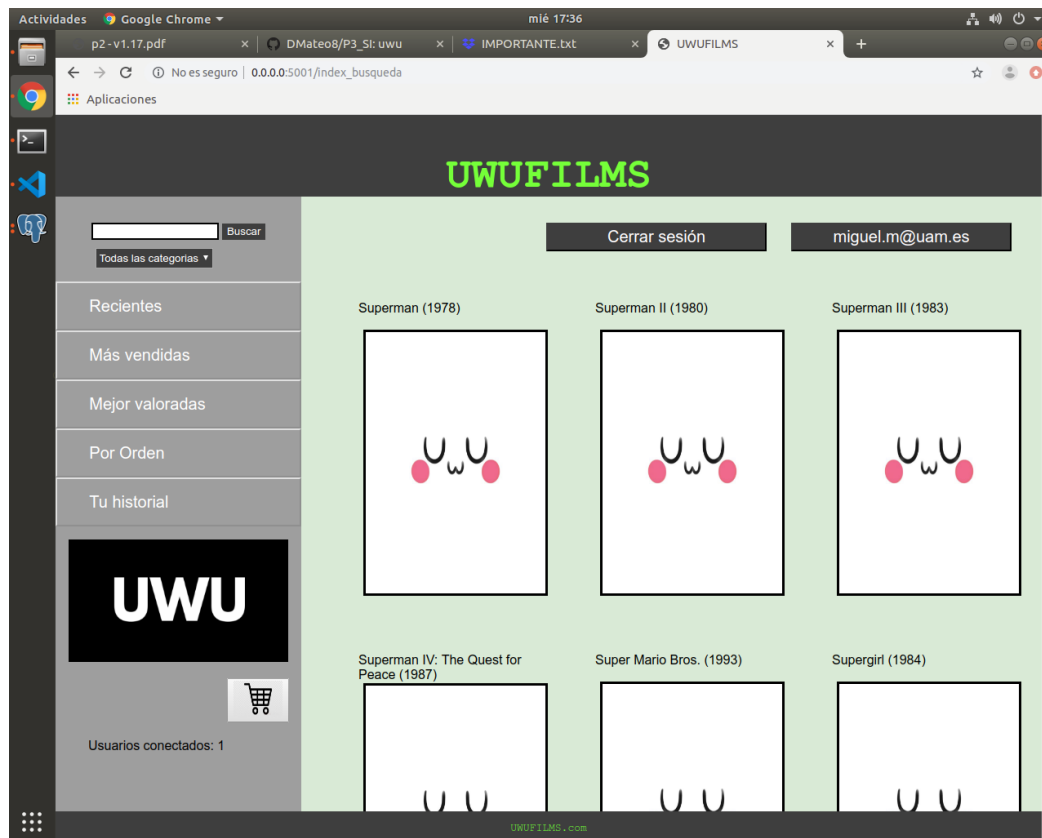 Actividades Google Chrome ▾ mié 17:36
p2-v1.17.pdf × DMateo8/P3_SI: uwu × IMPORTANTE.txt × UWUFILMS × +
No es seguro | 0.0.0.0:5001/index_busqueda
Aplicaciones
UWUFILMS
Buscar
Todas las categorias ▾
Cerrar sesión miguel.m@uam.es
Recientes
Más vendidas
Mejor valoradas
Por Orden
Tu historial
UWU
Usuarios conectados: 1
Superman (1978) Superman II (1980) Superman III (1983)
UwU UwU UwU
Superman IV: The Quest for
Peace (1987)
Super Mario Bros. (1993) Supergirl (1984)
U U U U U U
UWUFILMS.com